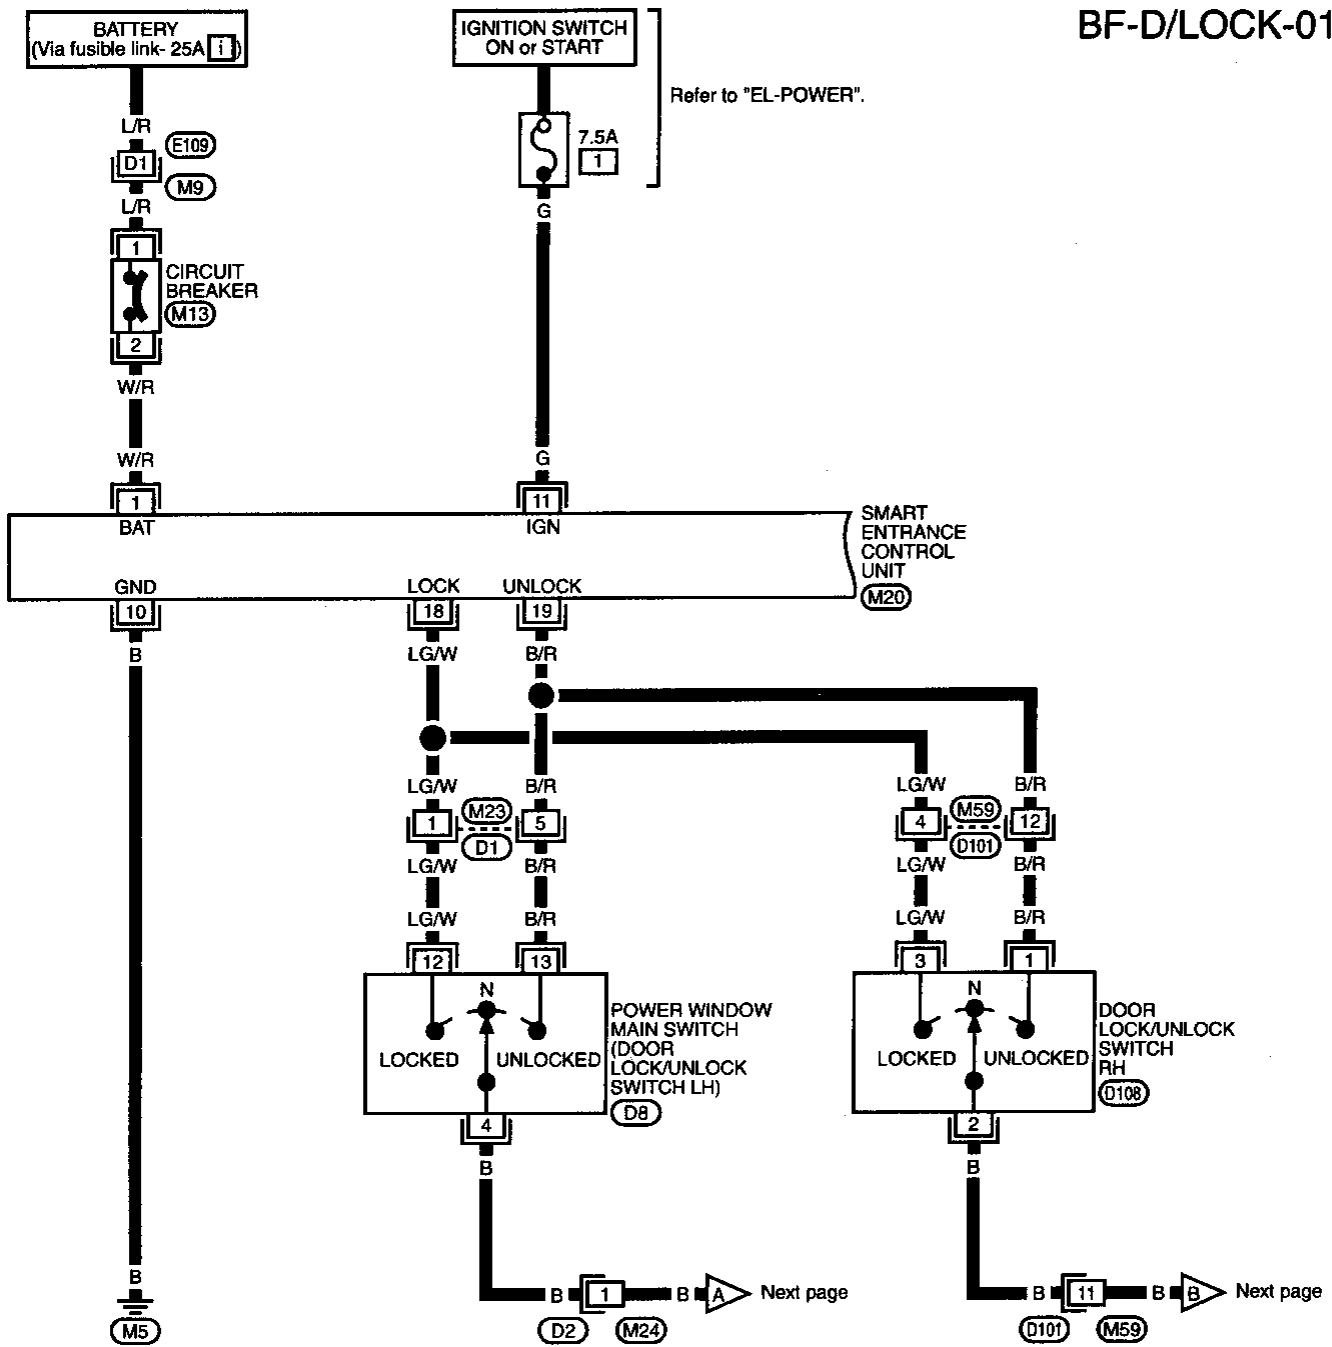 BF-D/LOCK-01
BATTERY
(Via fusible link- 25A i )
IGNITION SWITCH
ON or START
Refer to "EL-POWER".
L/R
D1
E109
M9
L/R
1
CIRCUIT
BREAKER
M13
2
W/R
W/R
1
BAT
7.5A
1
G
G
11
IGN
SMART
ENTRANCE
CONTROL
UNIT
M20
GND
10
LOCK
18
UNLOCK
19
B
LG/W
B/R
LG/W
B/R
LG/W
B/R
1
M23
5
D1
4
M59
12
D101
LG/W
B/R
LG/W
B/R
LG/W
B/R
LG/W
B/R
12
13
3
1
N
LOCKED
UNLOCKED
POWER WINDOW
MAIN SWITCH
(DOOR
LOCK/UNLOCK
SWITCH LH)
D8
N
LOCKED
UNLOCKED
DOOR
LOCK/UNLOCK
SWITCH
RH
D108
4
B
2
B
B
M5
B
1
B
A
Next page
D2
M24
B
11
B
B
Next page
D101
M59